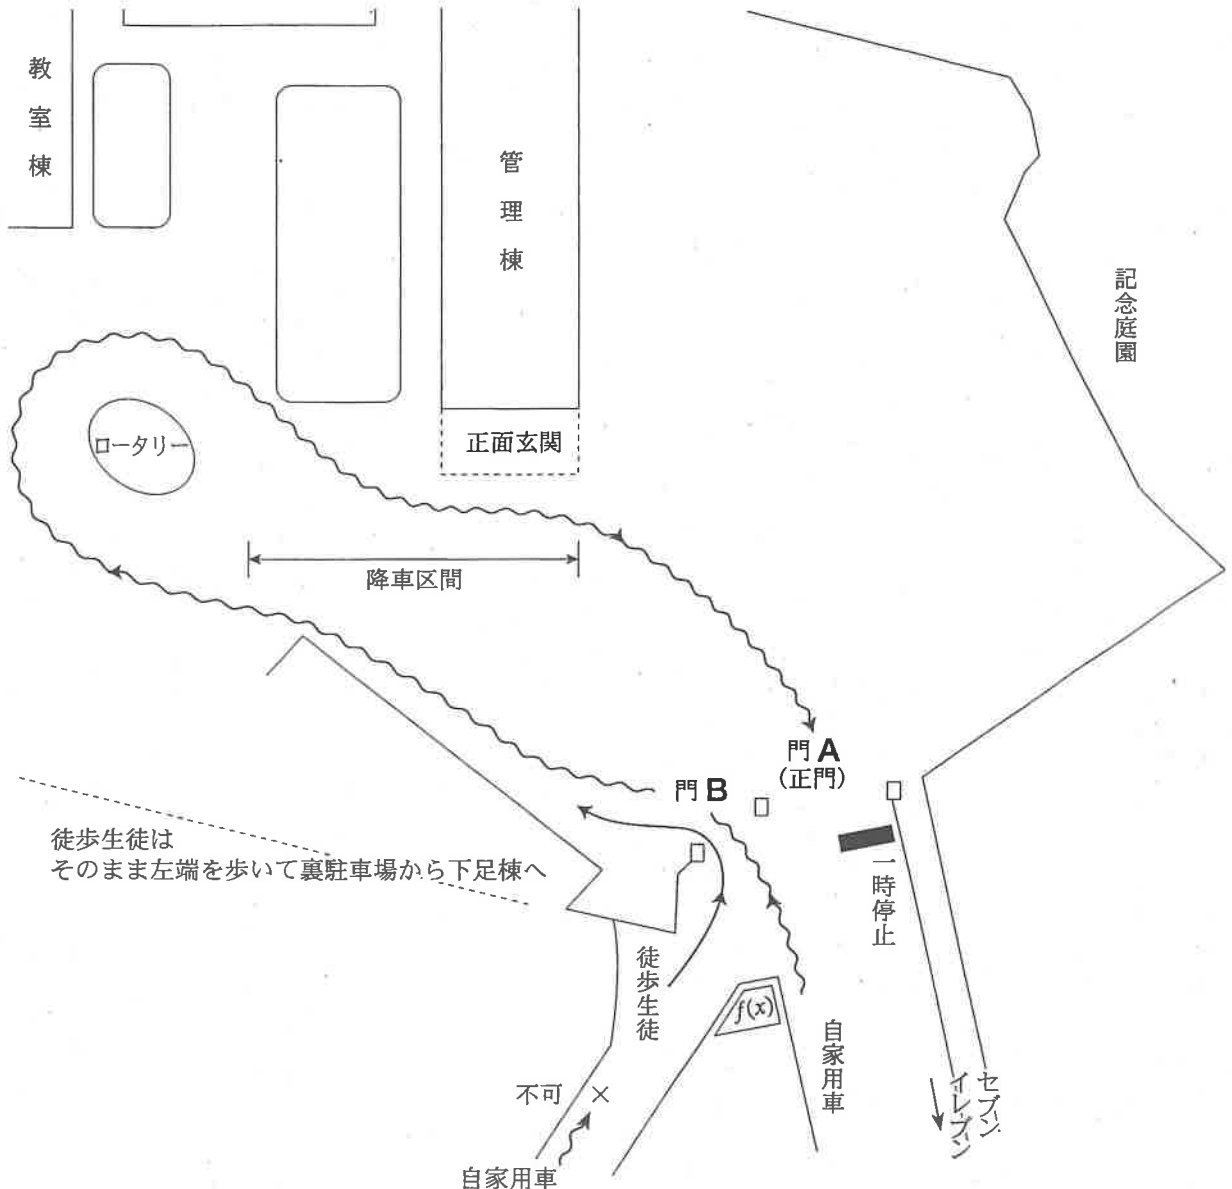 教室棟
管理棟
記念庭園
ロータリー
正面玄関
降車区間
門A
(正門)
門B
徒歩生徒は
そのまま左端を歩いて裏駐車場から下足棟へ
一時停止
徒歩生徒
f(x)
自家用車
不可 ×
自家用車
セブン
イレブン